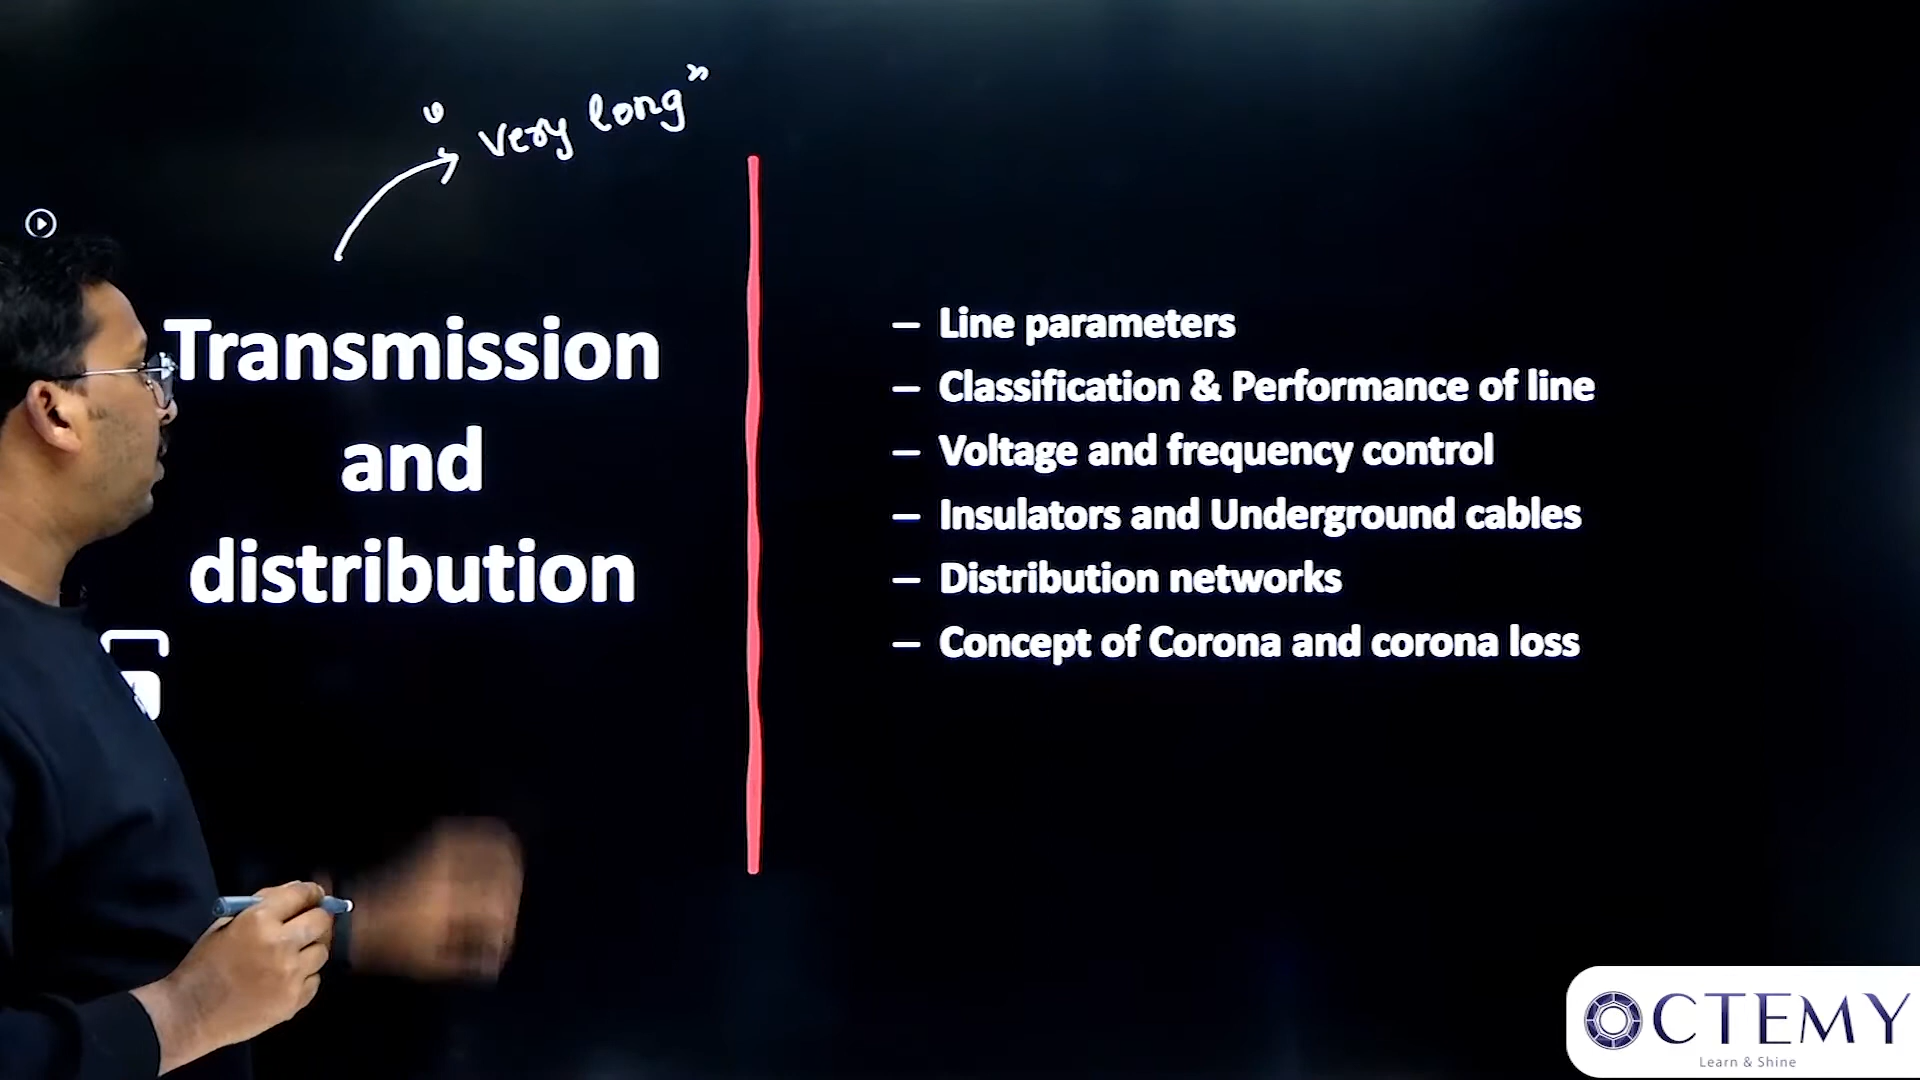 "very long"
Transmission
and
distribution
– Line parameters
– Classification & Performance of line
– Voltage and frequency control
– Insulators and Underground cables
– Distribution networks
– Concept of Corona and corona loss
OCTEMY
Learn & Shine